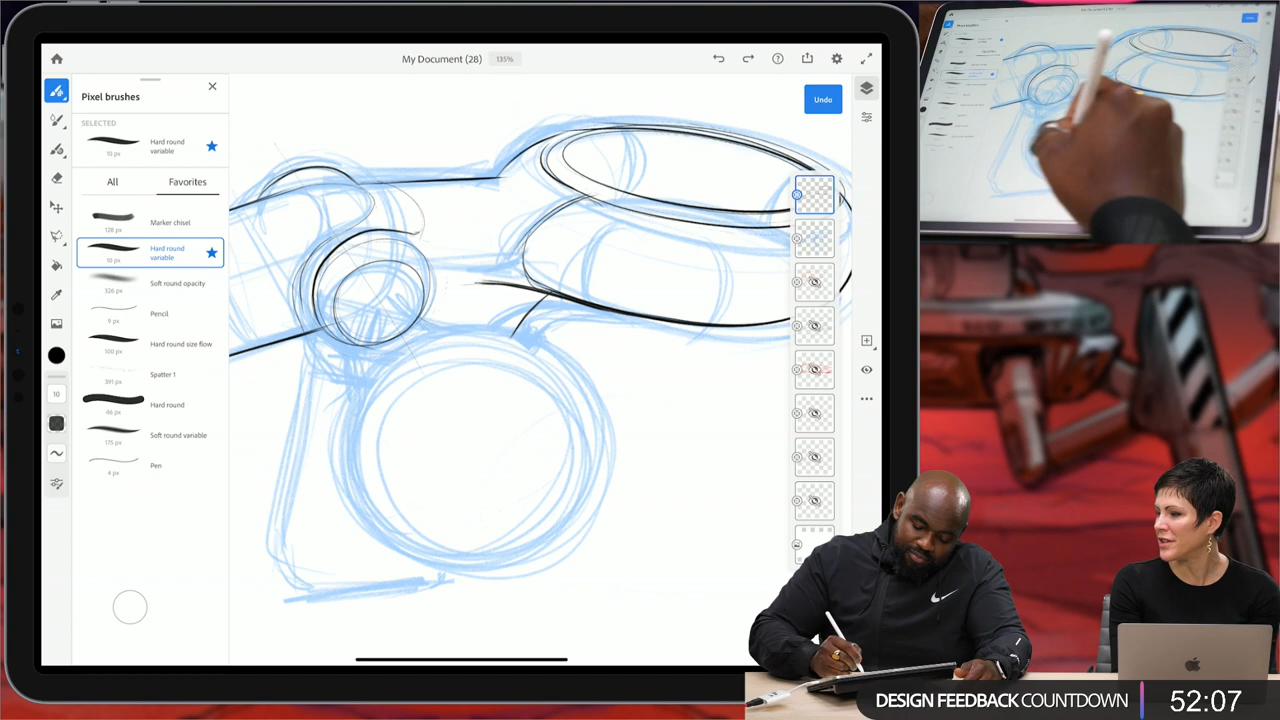 My Document (28)
135%
Pixel brushes
Undo
SELECTED
Hard round
variable
10 px
All
Favorites
Marker chisel
128 px
Hard round
variable
10 px
Soft round opacity
326 px
Pencil
9 px
Hard round size flow
100 px
Spatter 1
391 px
10
Hard round
46 px
Soft round variable
175 px
Pen
4 px
DESIGN FEEDBACK COUNTDOWN
52:07